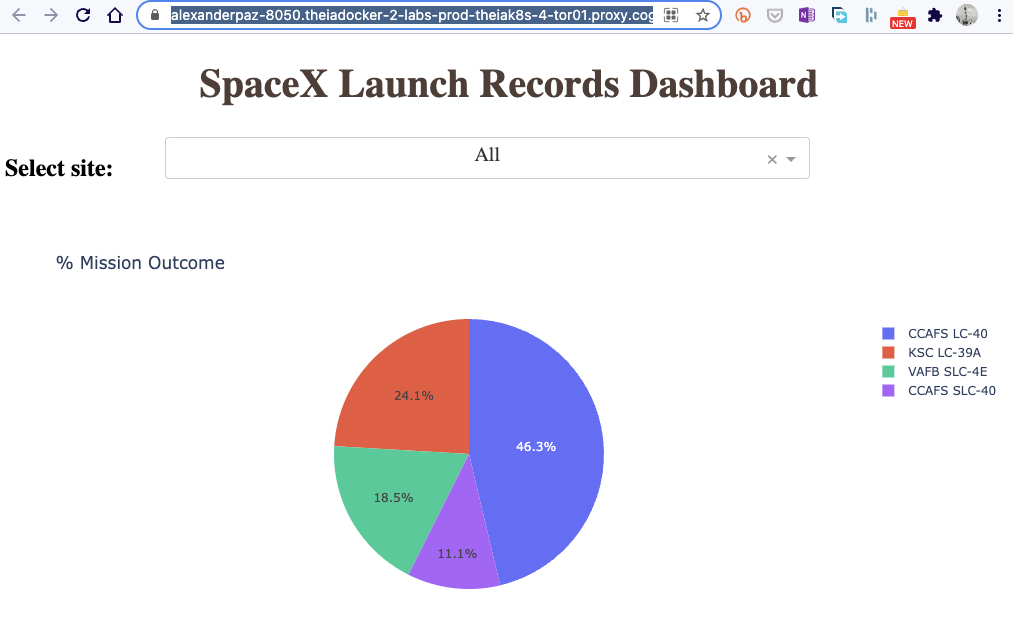 alexanderpaz-8050.theiadocker-2-labs-prod-theiak8s-4-tor01.proxy.cog
NEW
SpaceX Launch Records Dashboard
Select site:
All
% Mission Outcome
CCAFS LC-40
KSC LC-39A
VAFB SLC-4E
CCAFS SLC-40
24.1%
46.3%
18.5%
11.1%